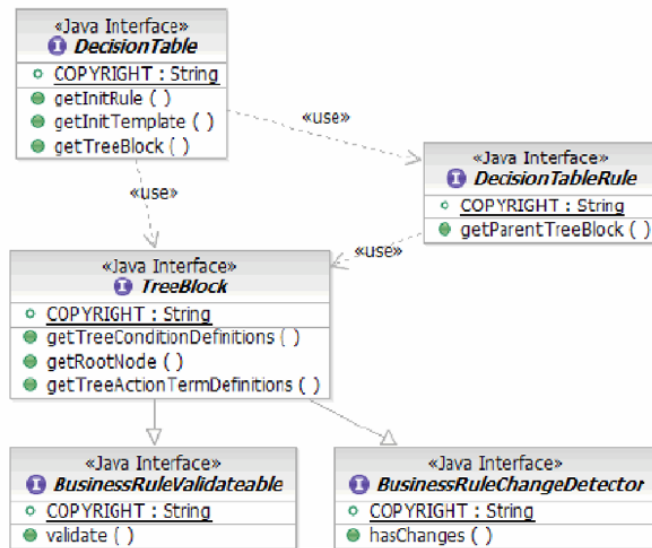 «Java Interface»
I DecisionTable
COPYRIGHT : String
getInitRule ( )
getInitTemplate ( )
getTreeBlock ( )
«use»
«use»
«Java Interface»
I DecisionTableRule
COPYRIGHT : String
getParentTreeBlock ( )
«use»
«Java Interface»
I TreeBlock
COPYRIGHT : String
getTreeConditionDefinitions ( )
getRootNode ( )
getTreeActionTermDefinitions ( )
«Java Interface»
I BusinessRuleValidateable
COPYRIGHT : String
validate ( )
«Java Interface»
I BusinessRuleChangeDetector
COPYRIGHT : String
hasChanges ( )